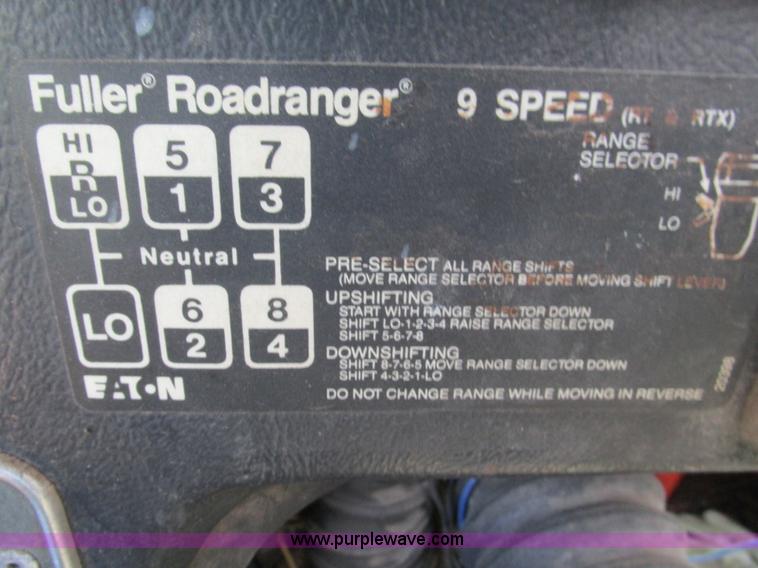 Fuller® Roadranger® 9 SPEED (RT & RTX)
HI R LO
5 1
7 3
RANGE
SELECTOR
HI
LO
Neutral
LO
6 2
8 4
PRE-SELECT ALL RANGE SHIFTS
(MOVE RANGE SELECTOR BEFORE MOVING SHIFT LEVER)
UPSHIFTING
START WITH RANGE SELECTOR DOWN
SHIFT LO-1-2-3-4 RAISE RANGE SELECTOR
SHIFT 5-6-7-8
DOWNSHIFTING
SHIFT 8-7-6-5 MOVE RANGE SELECTOR DOWN
SHIFT 4-3-2-1-LO
DO NOT CHANGE RANGE WHILE MOVING IN REVERSE
EATON
20398
www.purplewave.com